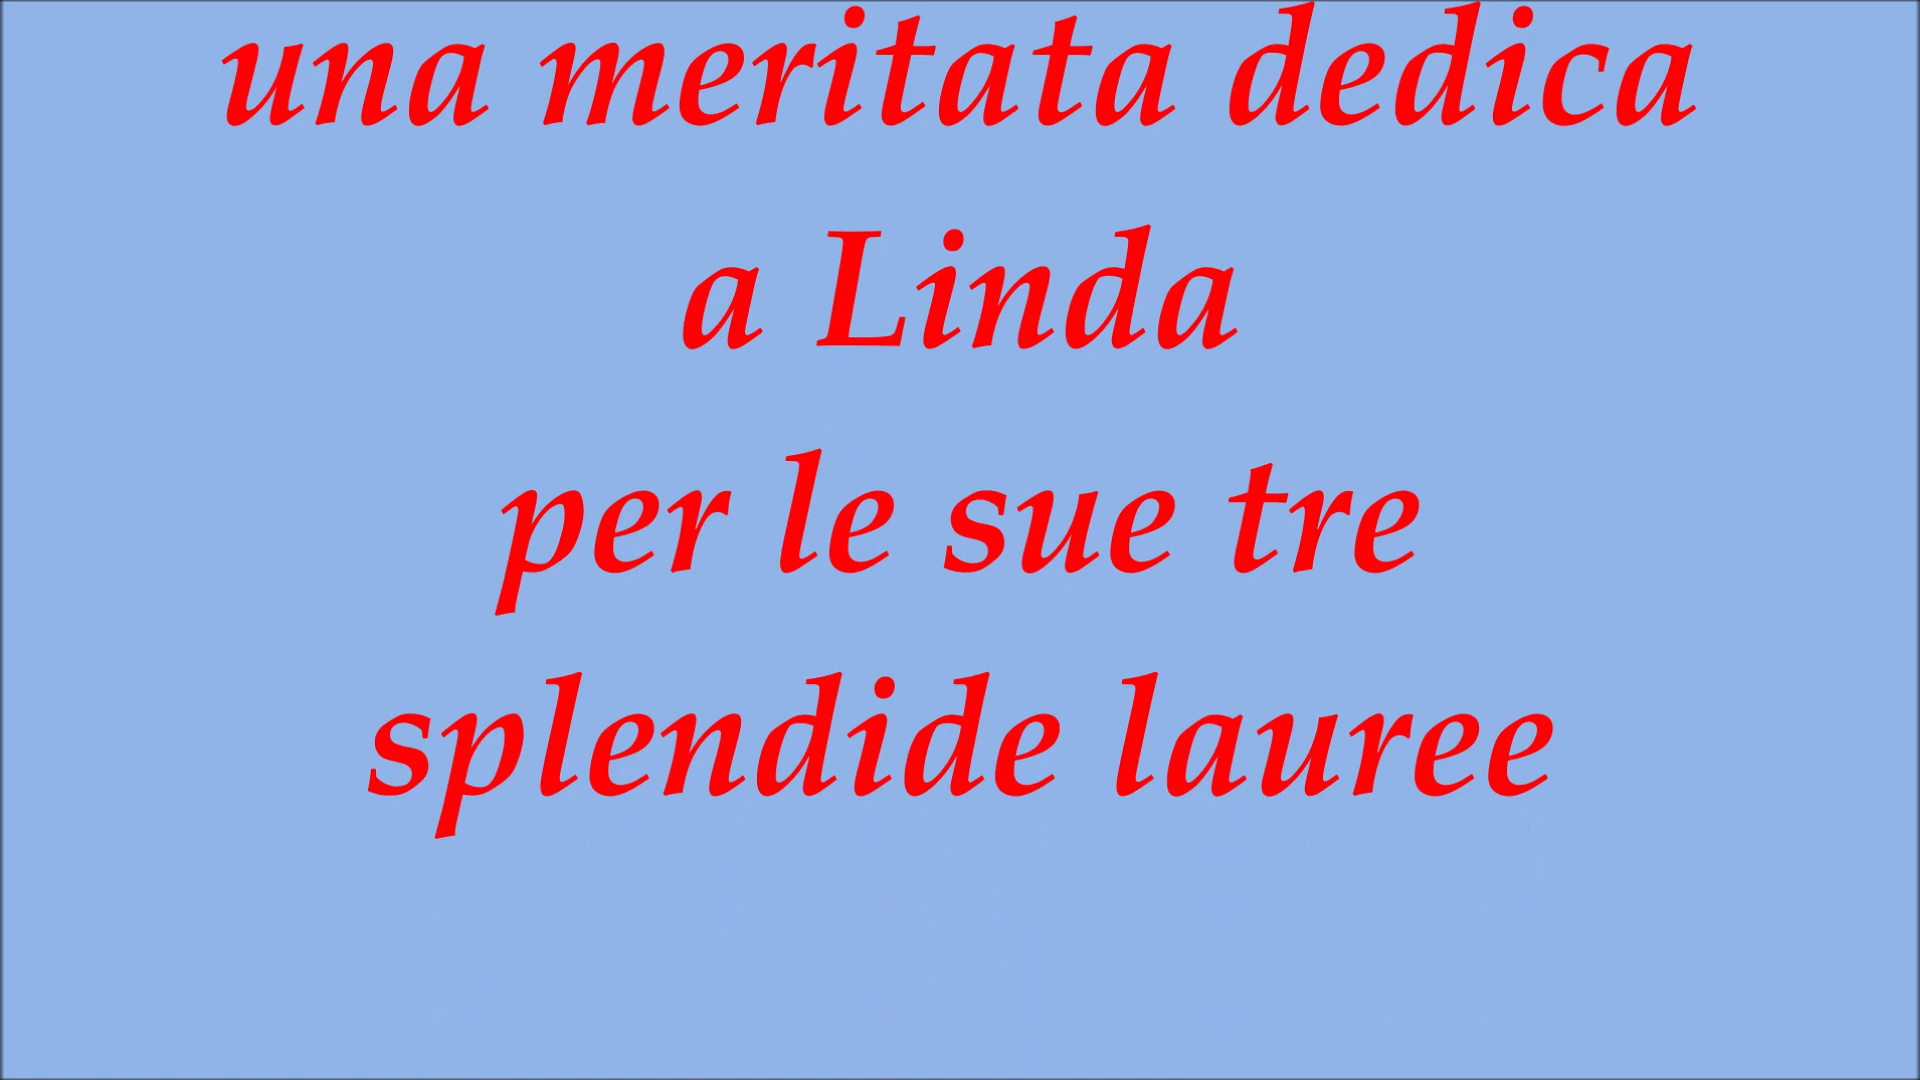 una meritata dedica
a Linda
per le sue tre
splendide lauree